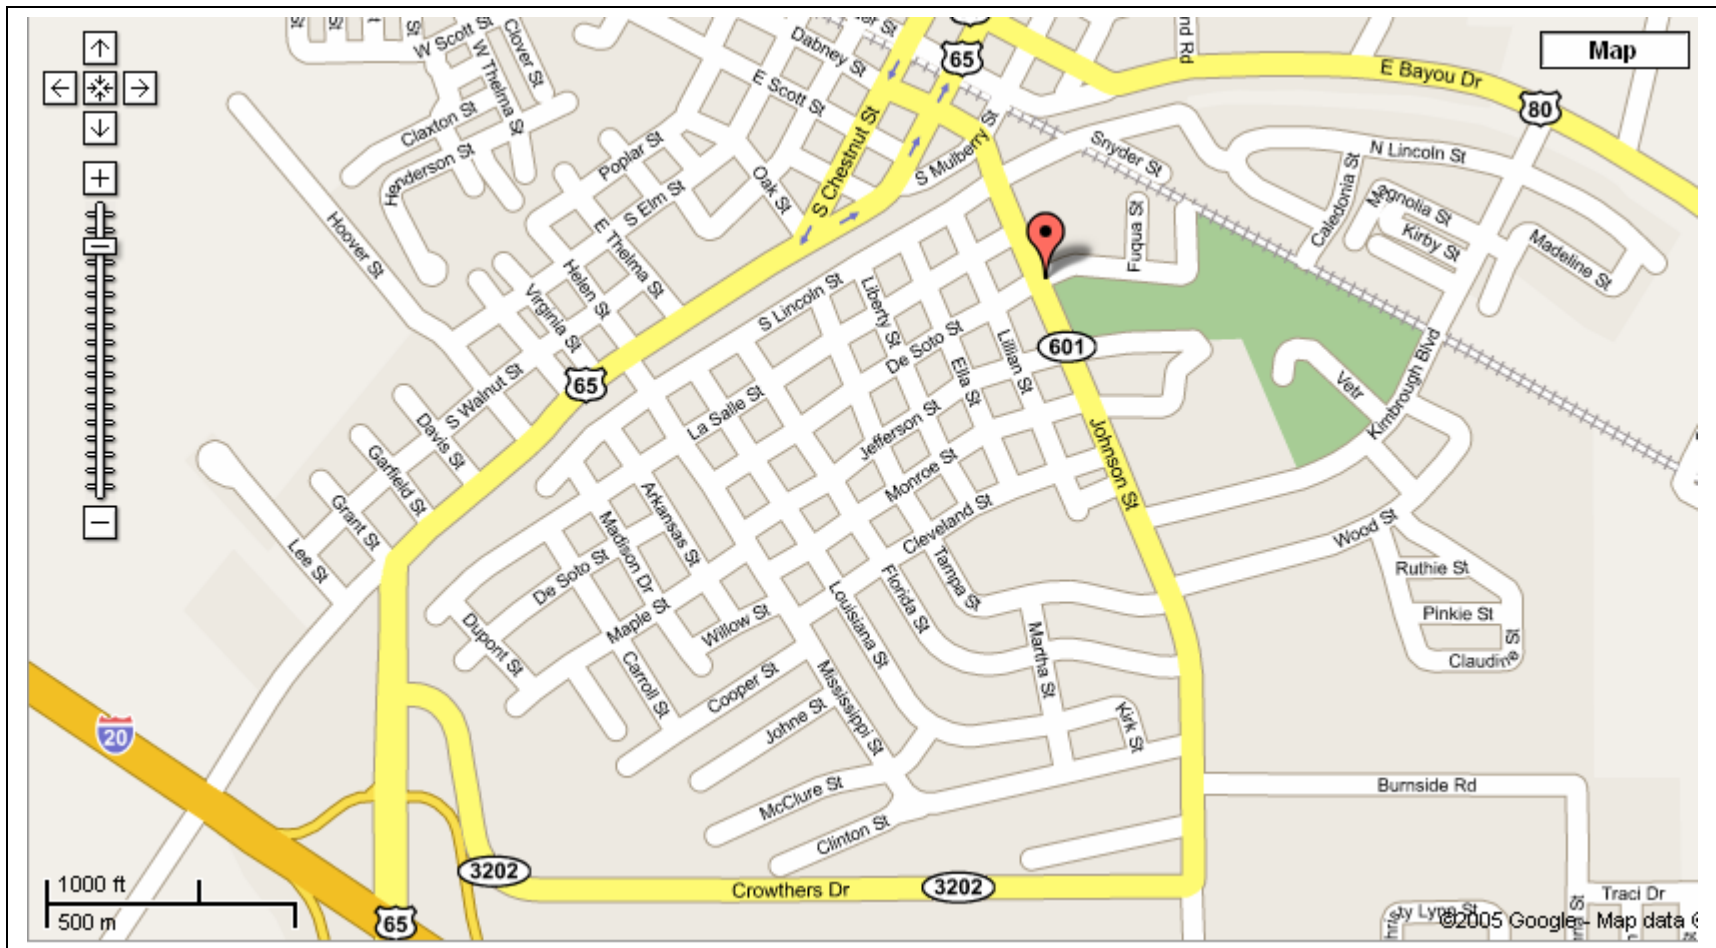 Map
1000 ft
500 m
W Scott St
Clover St
W Thelma St
Claxton St
Henderson St
Hoover St
Poplar St
S Elm St
E Thelma St
Helen St
Virginia St
S Walnut St
Davis St
Garfield St
Grant St
Lee St
Dabney St
E Scott St
Oak St
S Chestnut St
S Mulberry St
65
65
65
20
80
E Bayou Dr
Snyder St
N Lincoln St
Caledonia St
Magnolia St
Kirby St
Madeline St
Fuqua St
601
Johnson St
Vetr
Kimbrough Blvd
S Lincoln St
Liberty St
De Soto St
Ella St
Lillian St
La Salle St
Jefferson St
Monroe St
Cleveland St
Arkansas St
Madison Dr
De Soto St
Maple St
Willow St
Dupont St
Carroll St
Cooper St
Johne St
McClure St
Clinton St
Mississippi St
Louisiana St
Florida St
Tampa St
Martha St
Kirk St
Wood St
Ruthie St
Pinkie St
Claudine St
Burnside Rd
Traci Dr
3202
Crowthers Dr
3202
©2005 Google - Map data